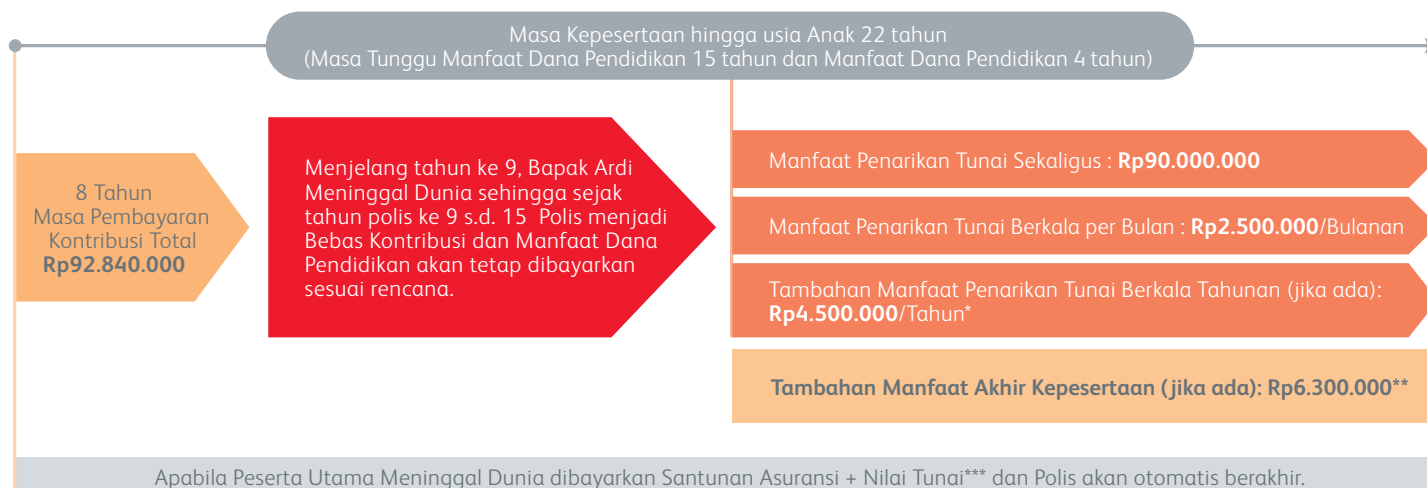 Masa Kepesertaan hingga usia Anak 22 tahun
(Masa Tunggu Manfaat Dana Pendidikan 15 tahun dan Manfaat Dana Pendidikan 4 tahun)
8 Tahun
Masa Pembayaran
Kontribusi Total
Rp92.840.000
Menjelang tahun ke 9, Bapak Ardi
Meninggal Dunia sehingga sejak
tahun polis ke 9 s.d. 15 Polis menjadi
Bebas Kontribusi dan Manfaat Dana
Pendidikan akan tetap dibayarkan
sesuai rencana.
Manfaat Penarikan Tunai Sekaligus : Rp90.000.000
Manfaat Penarikan Tunai Berkala per Bulan : Rp2.500.000/Bulanan
Tambahan Manfaat Penarikan Tunai Berkala Tahunan (jika ada):
Rp4.500.000/Tahun*
Tambahan Manfaat Akhir Kepesertaan (jika ada): Rp6.300.000**
Apabila Peserta Utama Meninggal Dunia dibayarkan Santunan Asuransi + Nilai Tunai*** dan Polis akan otomatis berakhir.